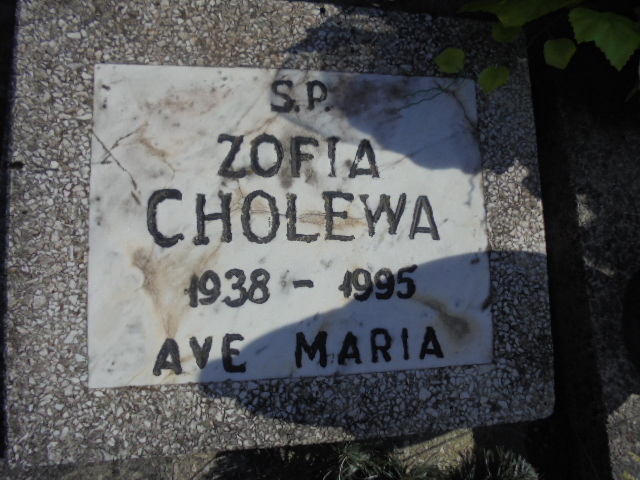 S.P.
ZOFIA
CHOLEWA
1938 - 1995
AVE MARIA